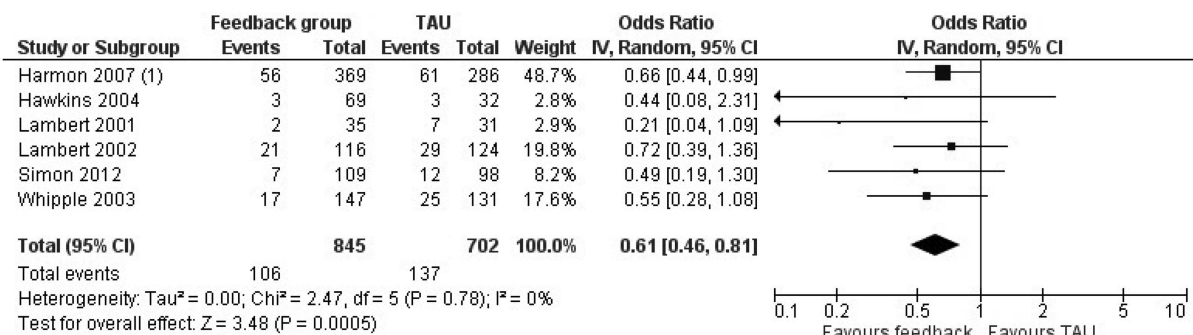 Feedback group TAU Odds Ratio Odds Ratio
Study or Subgroup Events Total Events Total Weight IV, Random, 95% CI IV, Random, 95% CI
Harmon 2007 (1) 56 369 61 286 48.7% 0.66 [0.44, 0.99]
Hawkins 2004 3 69 3 32 2.8% 0.44 [0.08, 2.31]
Lambert 2001 2 35 7 31 2.9% 0.21 [0.04, 1.09]
Lambert 2002 21 116 29 124 19.8% 0.72 [0.39, 1.36]
Simon 2012 7 109 12 98 8.2% 0.49 [0.19, 1.30]
Whipple 2003 17 147 25 131 17.6% 0.55 [0.28, 1.08]
Total (95% CI) 845 702 100.0% 0.61 [0.46, 0.81]
Total events 106 137
Heterogeneity: Tau² = 0.00; Chi² = 2.47, df = 5 (P = 0.78); I² = 0%
Test for overall effect: Z = 3.48 (P = 0.0005)
0.1 0.2 0.5 1 2 5 10
Favours feedback Favours TAU